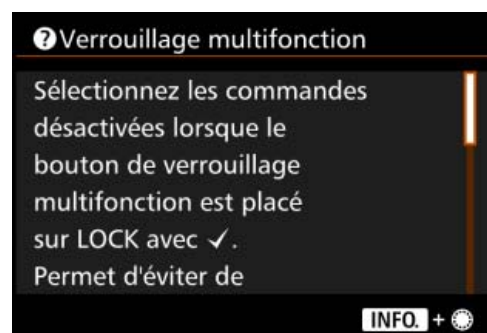 ?Verrouillage multifonction
Sélectionnez les commandes
désactivées lorsque le
bouton de verrouillage
multifonction est placé
sur LOCK avec ✓.
Permet d'éviter de
INFO. +